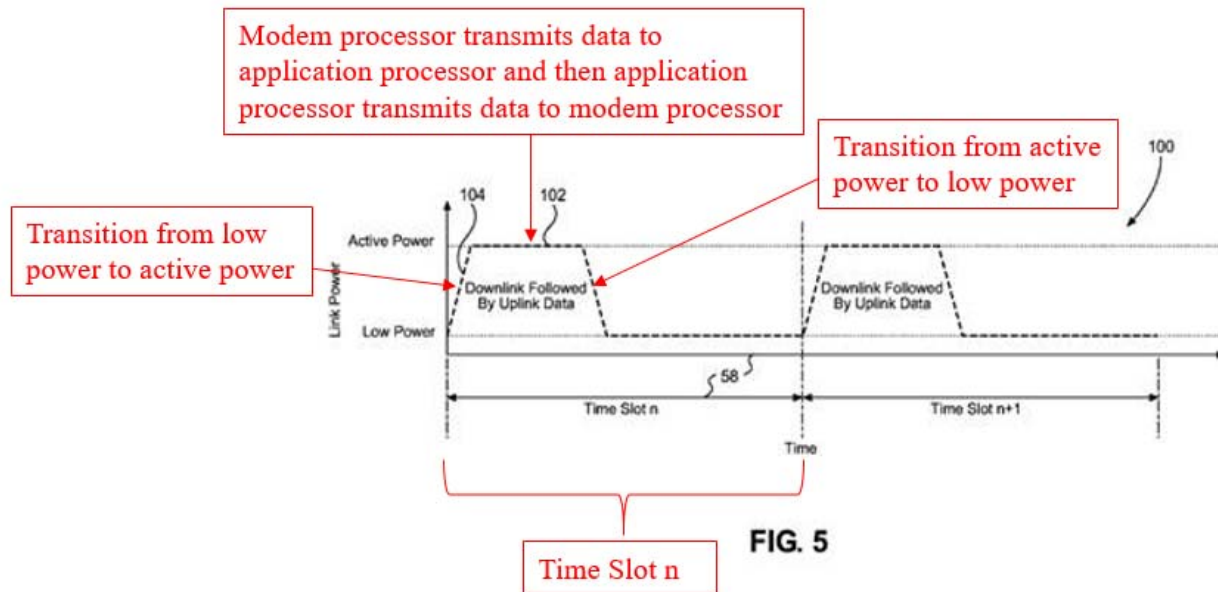 Modem processor transmits data to
application processor and then application
processor transmits data to modem processor
Transition from active
power to low power
100
104
102
Transition from low
power to active power
Active Power
Link Power
Downlink Followed
By Uplink Data
Downlink Followed
By Uplink Data
Low Power
58
Time Slot n
Time Slot n+1
Time
FIG. 5
Time Slot n